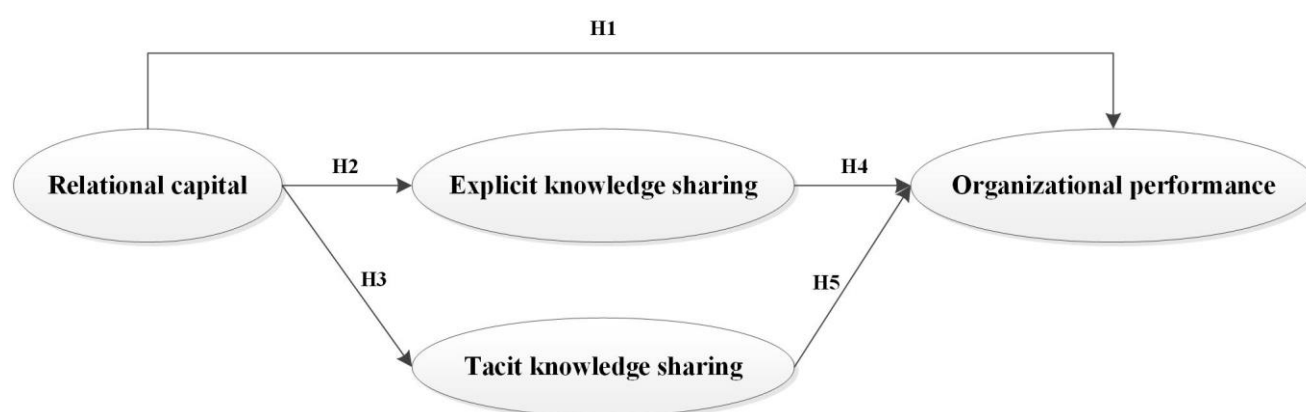 H1
Relational capital
H2
Explicit knowledge sharing
H4
Organizational performance
H3
H5
Tacit knowledge sharing